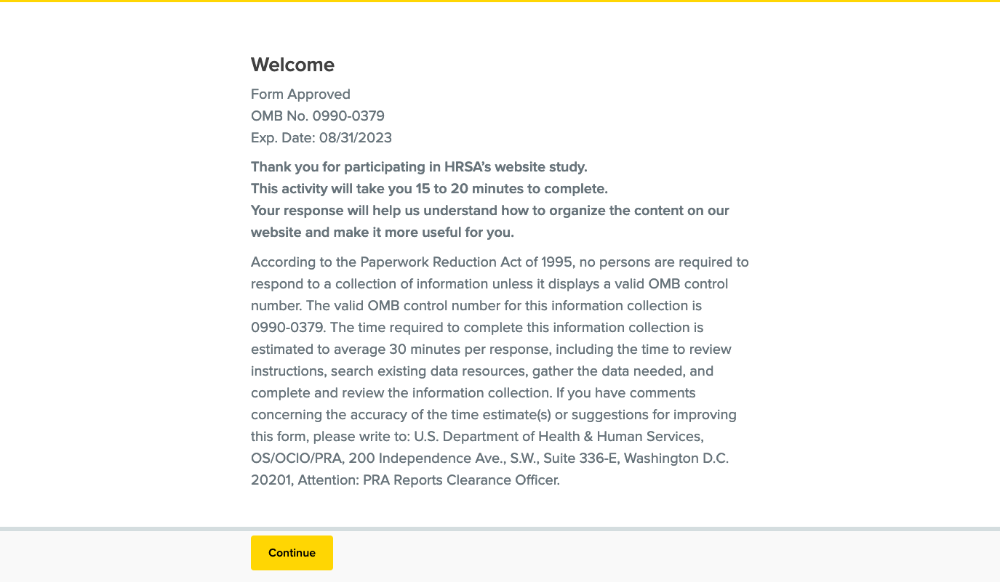 Welcome
Form Approved
OMB No. 0990-0379
Exp. Date: 08/31/2023
Thank you for participating in HRSA’s website study.
This activity will take you 15 to 20 minutes to complete.
Your response will help us understand how to organize the content on our
website and make it more useful for you.
According to the Paperwork Reduction Act of 1995, no persons are required to
respond to a collection of information unless it displays a valid OMB control
number. The valid OMB control number for this information collection is
0990-0379. The time required to complete this information collection is
estimated to average 30 minutes per response, including the time to review
instructions, search existing data resources, gather the data needed, and
complete and review the information collection. If you have comments
concerning the accuracy of the time estimate(s) or suggestions for improving
this form, please write to: U.S. Department of Health & Human Services,
OS/OCIO/PRA, 200 Independence Ave., S.W., Suite 336-E, Washington D.C.
20201, Attention: PRA Reports Clearance Officer.
Continue